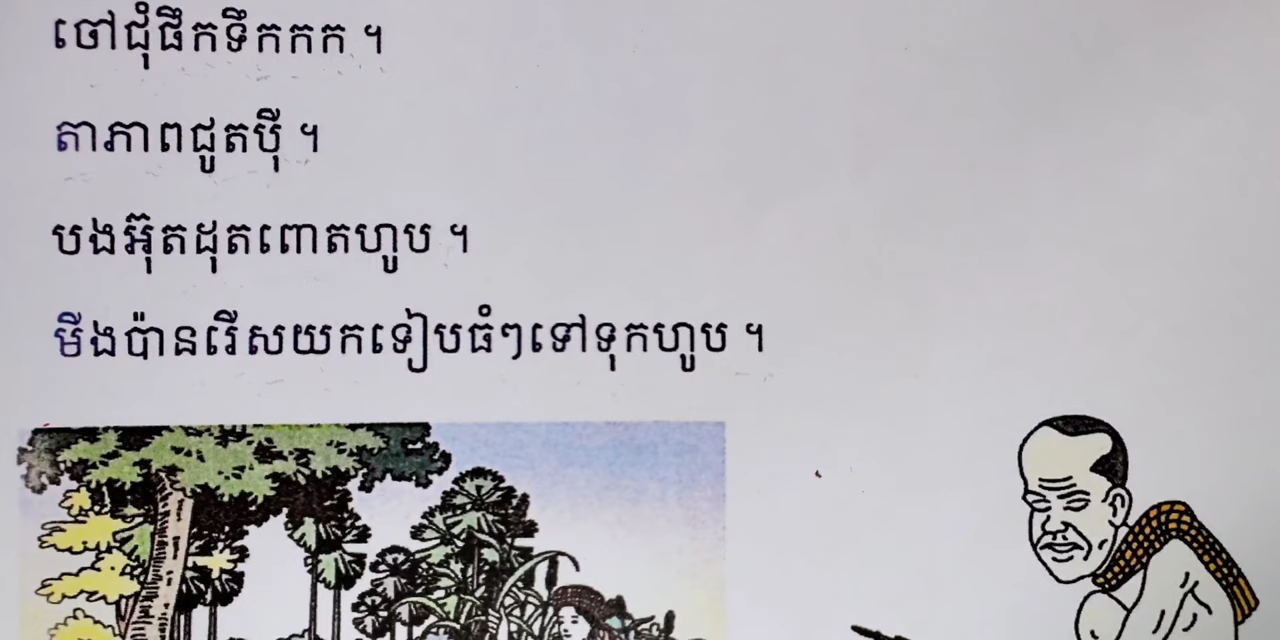 ចៅជុំផឹកទឹកកក ។
តាភាពជូតប៉ី ។
បងអ៊ុតដុតពោតហូប ។
មីងប៉ានរើសយកទៀបធំៗទៅទុកហូប ។